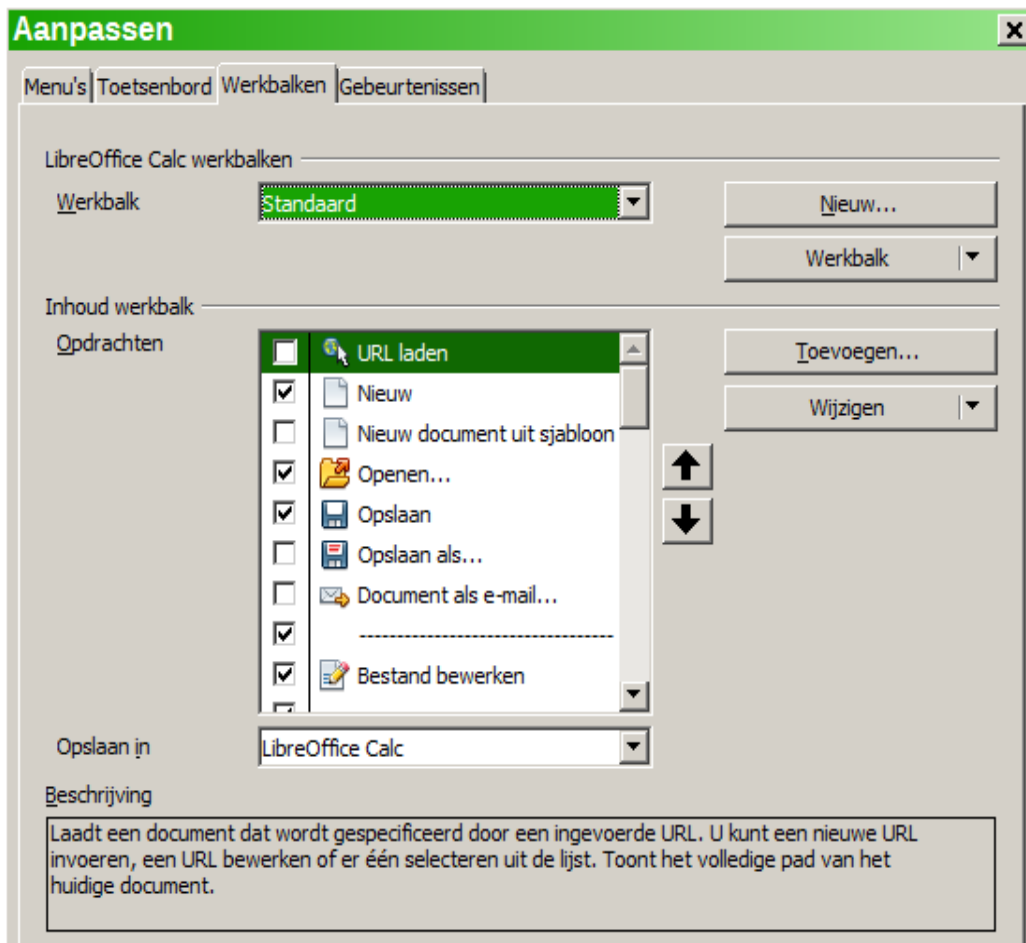 Aanpassen
Menu's Toetsenbord Werkbalken Gebeurtenissen
LibreOffice Calc werkbalken
Werkbalk Standaard Nieuw...
Werkbalk
Inhoud werkbalk
Opdrachten URL laden Toevoegen...
Nieuw Wijzigen
Nieuw document uit sjabloon
Openen...
Opslaan
Opslaan als...
Document als e-mail...
----------------------------------
Bestand bewerken
Opslaan in LibreOffice Calc
Beschrijving
Laadt een document dat wordt gespecificeerd door een ingevoerde URL. U kunt een nieuwe URL
invoeren, een URL bewerken of er één selecteren uit de lijst. Toont het volledige pad van het
huidige document.